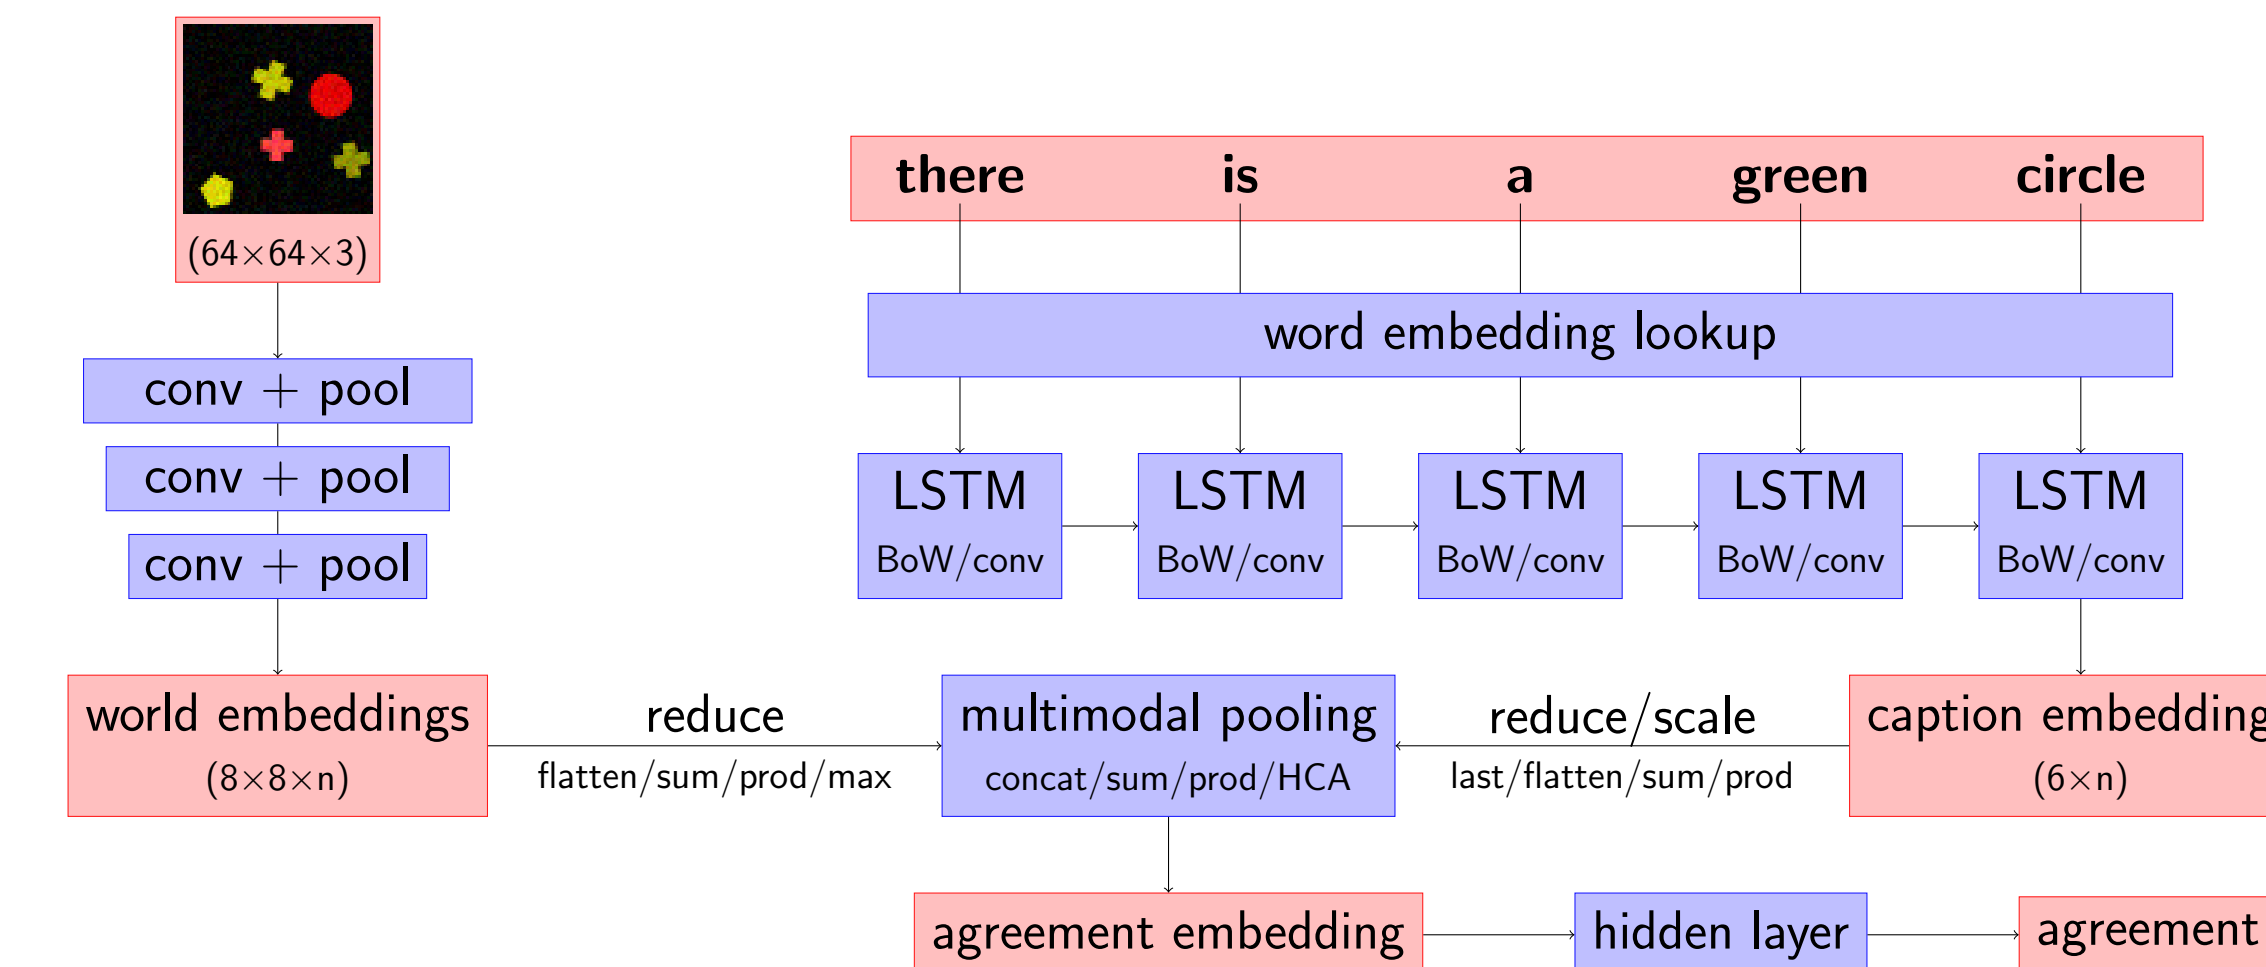 (64×64×3)
there is a green circle
word embedding lookup
conv + pool
conv + pool
conv + pool
LSTM LSTM LSTM LSTM LSTM
BoW/conv BoW/conv BoW/conv BoW/conv BoW/conv
world embeddings
(8×8×n)
reduce
flatten/sum/prod/max
multimodal pooling
concat/sum/prod/HCA
reduce/scale
last/flatten/sum/prod
caption embedding
(6×n)
agreement embedding
hidden layer
agreement